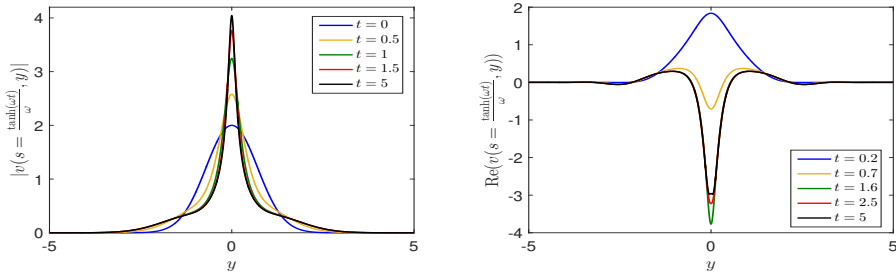 |v(s = tanh(ωt)/ω, y)|
4
3
2
1
0
-5
0
5
y
t = 0
t = 0.5
t = 1
t = 1.5
t = 5
Re(v(s = tanh(ωt)/ω, y))
2
1
0
-1
-2
-3
-4
-5
0
5
y
t = 0.2
t = 0.7
t = 1.6
t = 2.5
t = 5